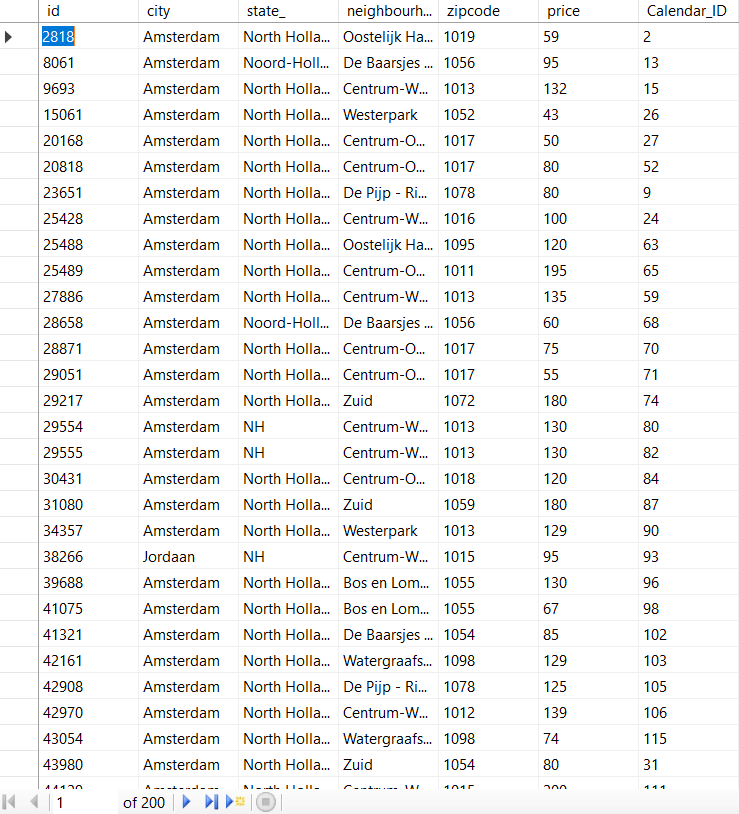 id city state_ neighbourh... zipcode price Calendar_ID
2818 Amsterdam North Holla... Oostelijk Ha... 1019 59 2
8061 Amsterdam Noord-Holl... De Baarsjes ... 1056 95 13
9693 Amsterdam North Holla... Centrum-W... 1013 132 15
15061 Amsterdam North Holla... Westerpark 1052 43 26
20168 Amsterdam North Holla... Centrum-O... 1017 50 27
20818 Amsterdam North Holla... Centrum-O... 1017 80 52
23651 Amsterdam North Holla... De Pijp - Ri... 1078 80 9
25428 Amsterdam North Holla... Centrum-W... 1016 100 24
25488 Amsterdam North Holla... Oostelijk Ha... 1095 120 63
25489 Amsterdam North Holla... Centrum-O... 1011 195 65
27886 Amsterdam North Holla... Centrum-W... 1013 135 59
28658 Amsterdam Noord-Holl... De Baarsjes ... 1056 60 68
28871 Amsterdam North Holla... Centrum-O... 1017 75 70
29051 Amsterdam North Holla... Centrum-O... 1017 55 71
29217 Amsterdam North Holla... Zuid 1072 180 74
29554 Amsterdam NH Centrum-W... 1013 130 80
29555 Amsterdam NH Centrum-W... 1013 130 82
30431 Amsterdam North Holla... Centrum-O... 1018 120 84
31080 Amsterdam North Holla... Zuid 1059 180 87
34357 Amsterdam North Holla... Westerpark 1013 129 90
38266 Jordaan NH Centrum-W... 1015 95 93
39688 Amsterdam North Holla... Bos en Lom... 1055 130 96
41075 Amsterdam North Holla... Bos en Lom... 1055 67 98
41321 Amsterdam North Holla... De Baarsjes ... 1054 85 102
42161 Amsterdam North Holla... Watergraafs... 1098 129 103
42908 Amsterdam North Holla... De Pijp - Ri... 1078 125 105
42970 Amsterdam North Holla... Centrum-W... 1012 139 106
43054 Amsterdam North Holla... Watergraafs... 1098 74 115
43980 Amsterdam North Holla... Zuid 1054 80 31
Amsterdam North Holla... Centrum-W...
1 of 200